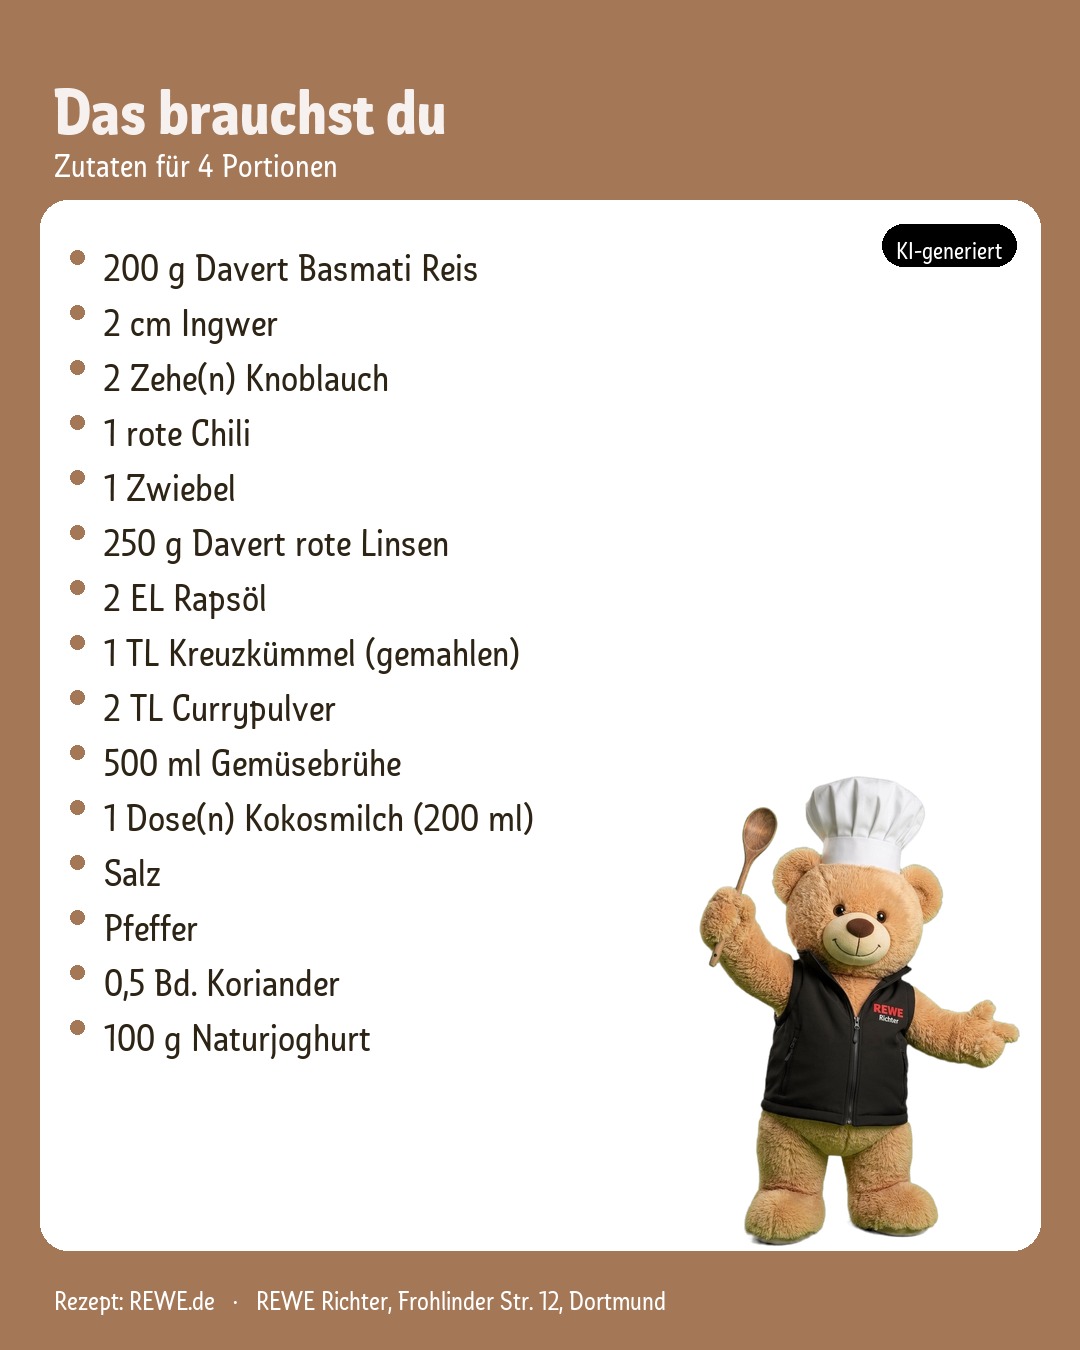 Das brauchst du
Zutaten für 4 Portionen
KI-generiert
200 g Davert Basmati Reis
2 cm Ingwer
2 Zehe(n) Knoblauch
1 rote Chili
1 Zwiebel
250 g Davert rote Linsen
2 EL Rapsöl
1 TL Kreuzkümmel (gemahlen)
2 TL Currypulver
500 ml Gemüsebrühe
1 Dose(n) Kokosmilch (200 ml)
Salz
Pfeffer
0,5 Bd. Koriander
100 g Naturjoghurt
REWE
Richter
Rezept: REWE.de · REWE Richter, Frohlinder Str. 12, Dortmund